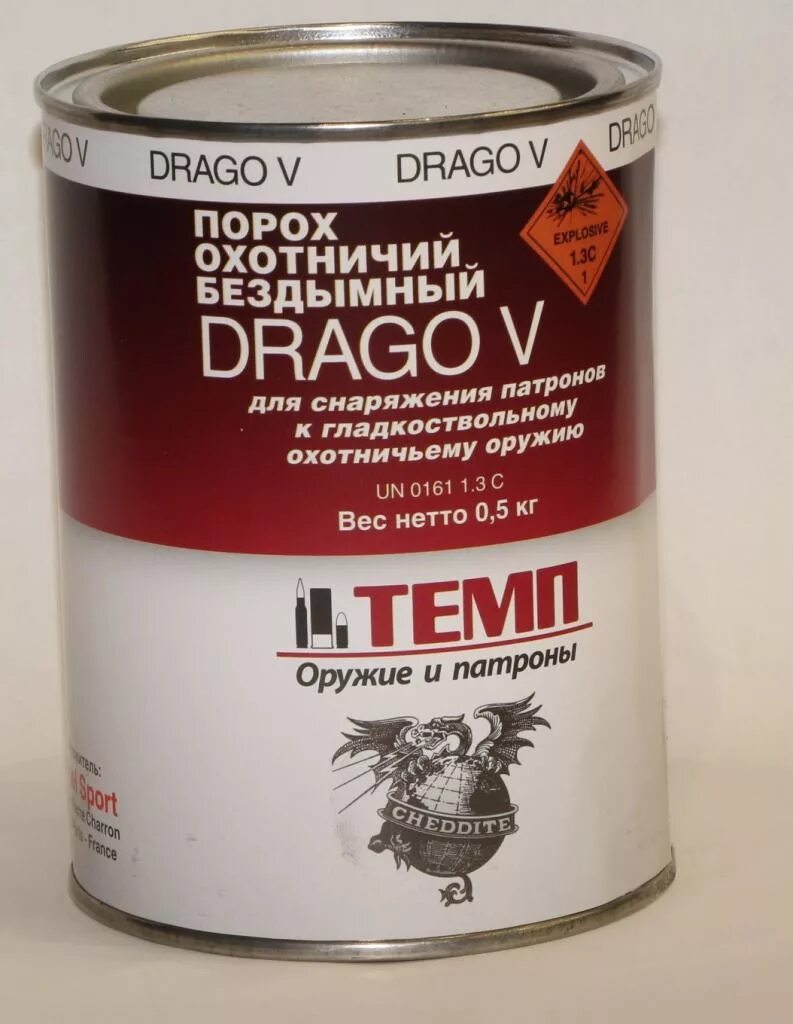 DRAGO V
DRAGO V
DRAGO
ПОРОХ
ОХОТНИЧИЙ
БЕЗДЫМНЫЙ
DRAGO V
EXPLOSIVE
1.3C
1
для снаряжения патронов
к гладкоствольному
охотничьему оружию
UN 0161 1.3 C
Вес нетто 0,5 кг
ТЕМП
Оружие и патроны
CHEDDITE
Sport
Charron
- France